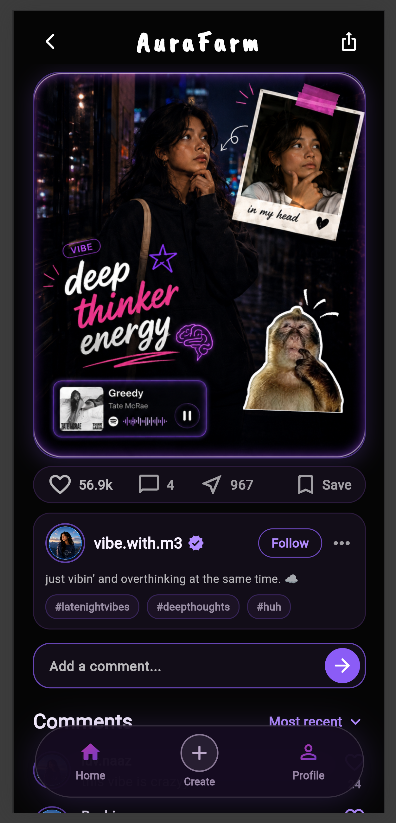 AuraFarm
in my head
VIBE
deep
thinker
energy
Greedy
Tate McRae
56.9k
4
967
Save
vibe.with.m3
Follow
just vibin' and overthinking at the same time. ☁️
#latenightvibes
#deepthoughts
#huh
Add a comment...
Comments
Most recent
Home
Create
Profile